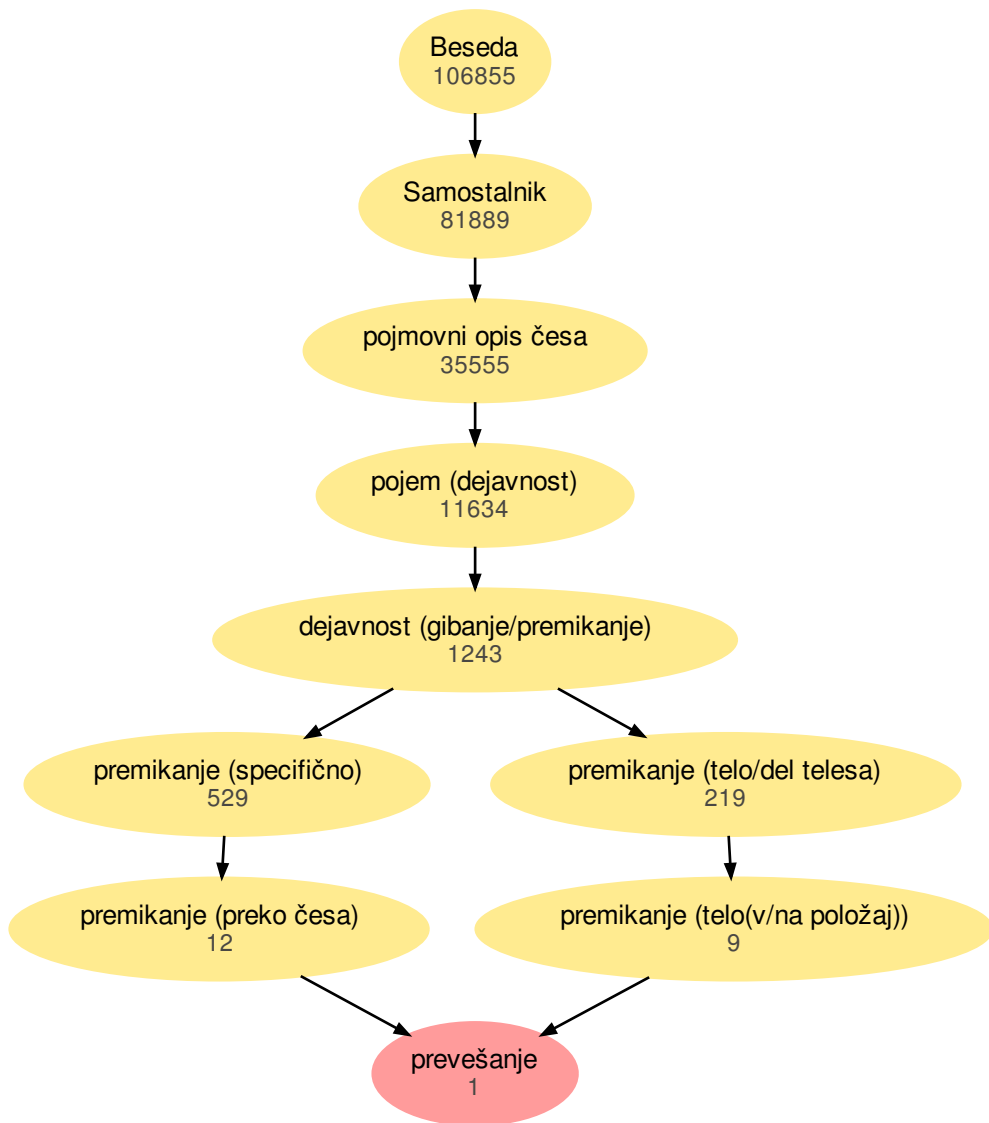 Beseda
106855
Samostalnik
81889
pojmovni opis česa
35555
pojem (dejavnost)
11634
dejavnost (gibanje/premikanje)
1243
premikanje (specifično)
529
premikanje (telo/del telesa)
219
premikanje (preko česa)
12
premikanje (telo(v/na položaj))
9
prevešanje
1